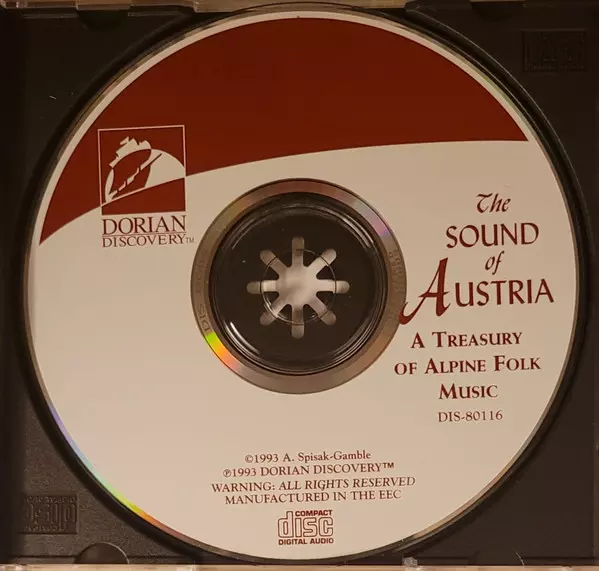 DORIAN
DISCOVERY™
The
SOUND
of
AUSTRIA
A TREASURY
OF ALPINE FOLK
MUSIC
DIS-80116
©1993 A. Spisak-Gamble
℗1993 DORIAN DISCOVERY™
WARNING: ALL RIGHTS RESERVED
MANUFACTURED IN THE EEC
COMPACT
disc
DIGITAL AUDIO